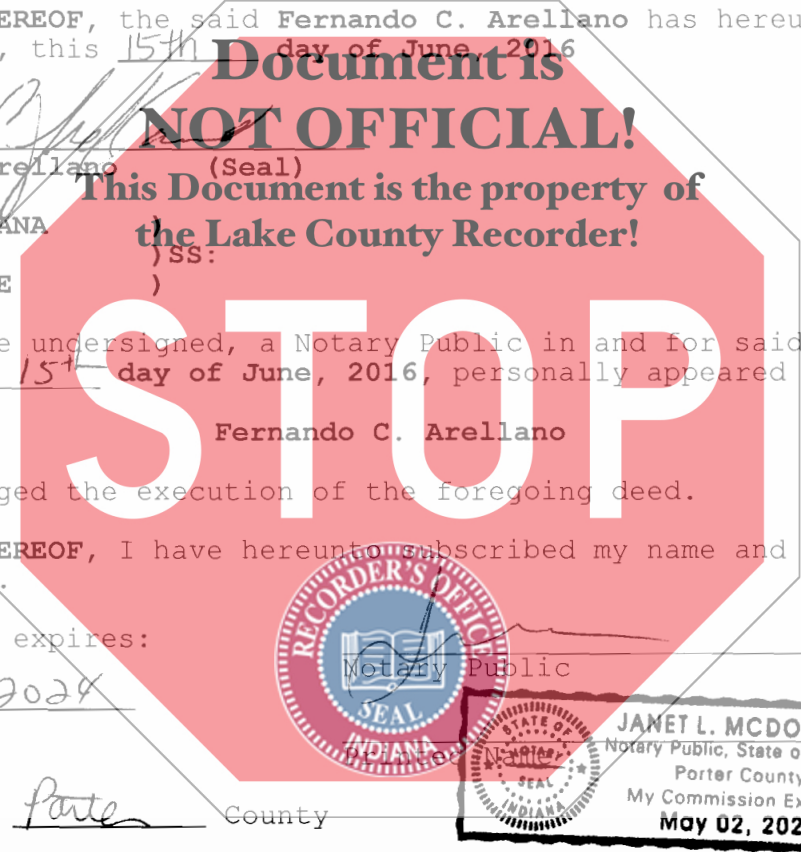 EREOF, the said Fernando C. Arellano has hereu
, this 15th day of June, 2016
Document is
NOT OFFICIAL!
rellano (Seal)
This Document is the property of
the Lake County Recorder!
ANA )
)SS:
E )
STOP
e undersigned, a Notary Public in and for said
15th day of June, 2016, personally appeared
Fernando C. Arellano
ged the execution of the foregoing deed.
EREOF, I have hereunto subscribed my name and
.
expires:
2024
RECORDER'S OFFICE
SEAL
INDIANA
Notary Public
Printed Name
STATE OF
NOTARY
SEAL
INDIANA
JANET L. MCDO
Notary Public, State o
Porter County
My Commission Ex
May 02, 202
Porter County